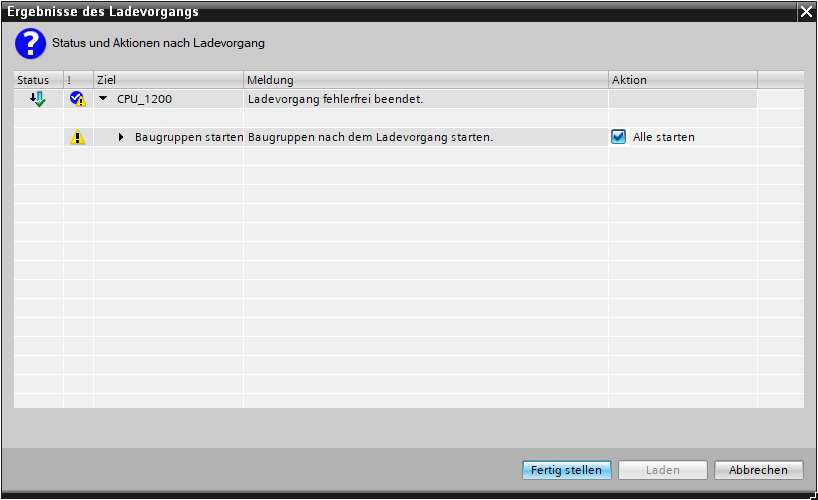 Ergebnisse des Ladevorgangs
Status und Aktionen nach Ladevorgang
Status ! Ziel Meldung Aktion
CPU_1200 Ladevorgang fehlerfrei beendet.
Baugruppen starten Baugruppen nach dem Ladevorgang starten. Alle starten
Fertig stellen Laden Abbrechen